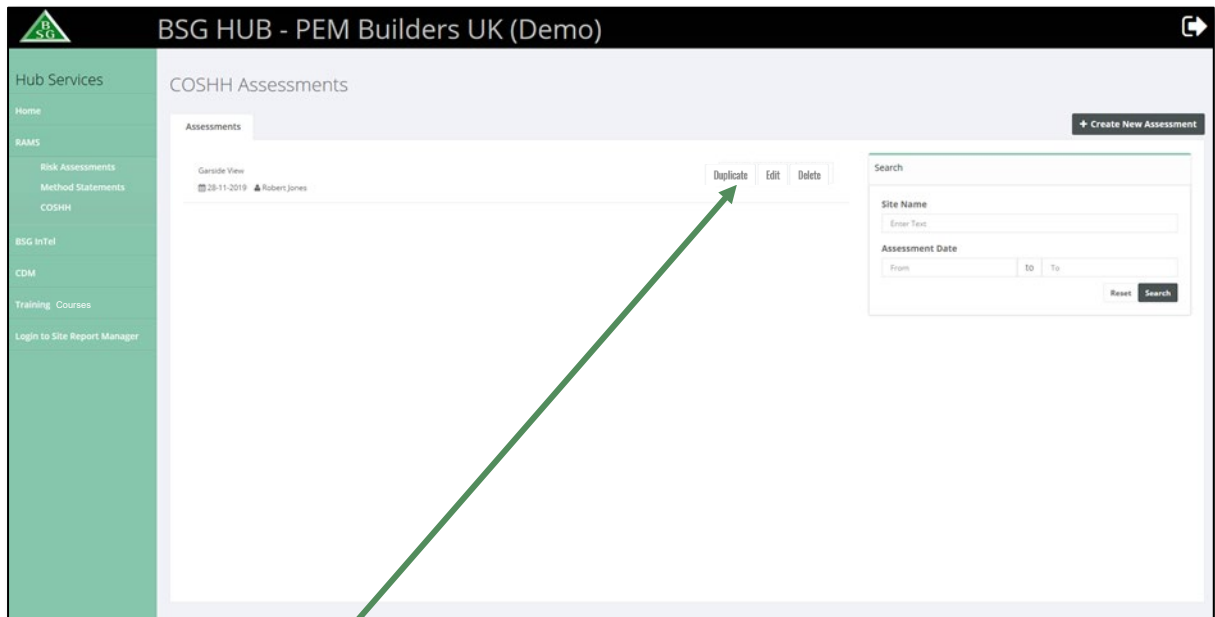 BSG
BSG HUB - PEM Builders UK (Demo)
Hub Services
Home
RAMS
Risk Assessments
Method Statements
COSHH
BSG InTel
CDM
Training Courses
Login to Site Report Manager
COSHH Assessments
Assessments
+ Create New Assessment
Garside View
28-11-2019 Robert Jones
Duplicate Edit Delete
Search
Site Name
Enter Text
Assessment Date
From to To
Reset Search